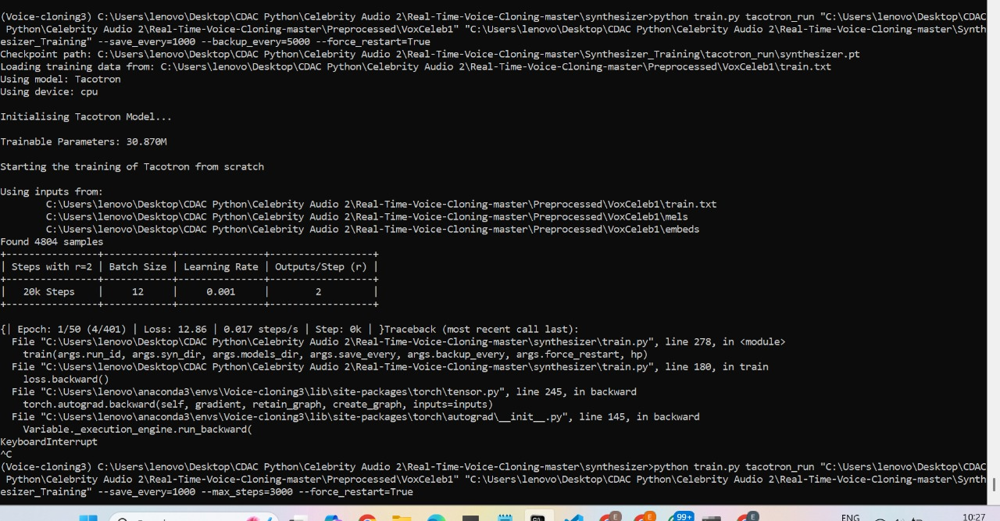 (Voice-cloning3) C:\Users\lenovo\Desktop\CDAC Python\Celebrity Audio 2\Real-Time-Voice-Cloning-master\synthesizer>python train.py tacotron_run "C:\Users\lenovo\Desktop\CDAC
 Python\Celebrity Audio 2\Real-Time-Voice-Cloning-master\Preprocessed\VoxCeleb1" "C:\Users\lenovo\Desktop\CDAC Python\Celebrity Audio 2\Real-Time-Voice-Cloning-master\Synth
esizer_Training" --save_every=1000 --backup_every=5000 --force_restart=True
Checkpoint path: C:\Users\lenovo\Desktop\CDAC Python\Celebrity Audio 2\Real-Time-Voice-Cloning-master\Synthesizer_Training\tacotron_run\synthesizer.pt
Loading training data from: C:\Users\lenovo\Desktop\CDAC Python\Celebrity Audio 2\Real-Time-Voice-Cloning-master\Preprocessed\VoxCeleb1\train.txt
Using model: Tacotron
Using device: cpu
Initialising Tacotron Model...
Trainable Parameters: 30.870M
Starting the training of Tacotron from scratch
Using inputs from:
        C:\Users\lenovo\Desktop\CDAC Python\Celebrity Audio 2\Real-Time-Voice-Cloning-master\Preprocessed\VoxCeleb1\train.txt
        C:\Users\lenovo\Desktop\CDAC Python\Celebrity Audio 2\Real-Time-Voice-Cloning-master\Preprocessed\VoxCeleb1\mels
        C:\Users\lenovo\Desktop\CDAC Python\Celebrity Audio 2\Real-Time-Voice-Cloning-master\Preprocessed\VoxCeleb1\embeds
Found 4804 samples
+----------------+------------+---------------+------------------+
| Steps with r=2 | Batch Size | Learning Rate | Outputs/Step (r) |
+----------------+------------+---------------+------------------+
|   20k Steps    |     12     |     0.001     |        2         |
+----------------+------------+---------------+------------------+
{| Epoch: 1/50 (4/401) | Loss: 12.86 | 0.017 steps/s | Step: 0k | }Traceback (most recent call last):
  File "C:\Users\lenovo\Desktop\CDAC Python\Celebrity Audio 2\Real-Time-Voice-Cloning-master\synthesizer\train.py", line 278, in <module>
    train(args.run_id, args.syn_dir, args.models_dir, args.save_every, args.backup_every, args.force_restart, hp)
  File "C:\Users\lenovo\Desktop\CDAC Python\Celebrity Audio 2\Real-Time-Voice-Cloning-master\synthesizer\train.py", line 180, in train
    loss.backward()
  File "C:\Users\lenovo\anaconda3\envs\Voice-cloning3\lib\site-packages\torch\tensor.py", line 245, in backward
    torch.autograd.backward(self, gradient, retain_graph, create_graph, inputs=inputs)
  File "C:\Users\lenovo\anaconda3\envs\Voice-cloning3\lib\site-packages\torch\autograd\__init__.py", line 145, in backward
    Variable._execution_engine.run_backward(
KeyboardInterrupt
^C
(Voice-cloning3) C:\Users\lenovo\Desktop\CDAC Python\Celebrity Audio 2\Real-Time-Voice-Cloning-master\synthesizer>python train.py tacotron_run "C:\Users\lenovo\Desktop\CDAC
 Python\Celebrity Audio 2\Real-Time-Voice-Cloning-master\Preprocessed\VoxCeleb1" "C:\Users\lenovo\Desktop\CDAC Python\Celebrity Audio 2\Real-Time-Voice-Cloning-master\Synth
esizer_Training" --save_every=1000 --max_steps=3000 --force_restart=True
E E 99+ E ENG 10:27